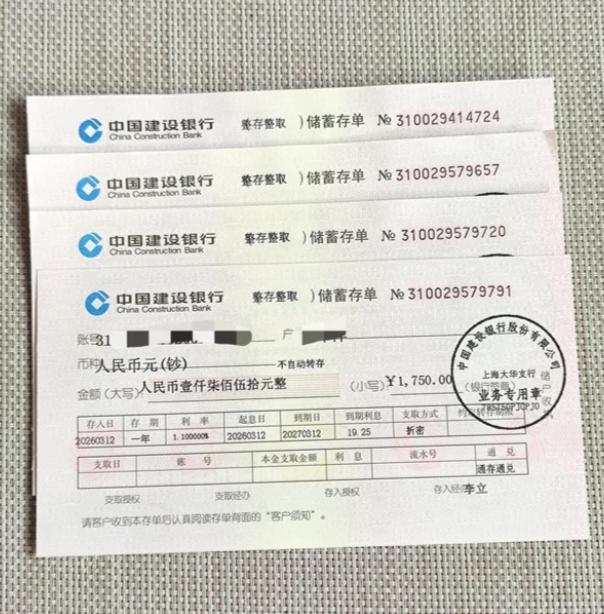 中国建设银行 整存整取 )储蓄存单 № 310029414724
China Construction Bank
中国建设银行 整存整取 )储蓄存单 № 310029579657
China Construction Bank
中国建设银行 整存整取 )储蓄存单 № 310029579720
China Construction Bank
中国建设银行 整存整取 )储蓄存单 № 310029579791
China Construction Bank
账号 31 户
币种 人民币元(钞) 不自动转存
金额(大写) 人民币壹仟柒佰伍拾元整 (小写) ¥1,750.00 (银行签章)
中国建设银行股份有限公司
上海大华支行
业务专用章
储户收
存入日 存期 利率 起息日 到期日 到期利息 支取方式
20260312 一年 1.100000% 20260312 20270312 19.25 折密
支取日 账号 本金支取金额 利息 流水号 通兑
通存通兑
支取授权 支取经办 存入授权 存入经 李立
请客户收到本存单后认真阅读存单背面的“客户须知”。